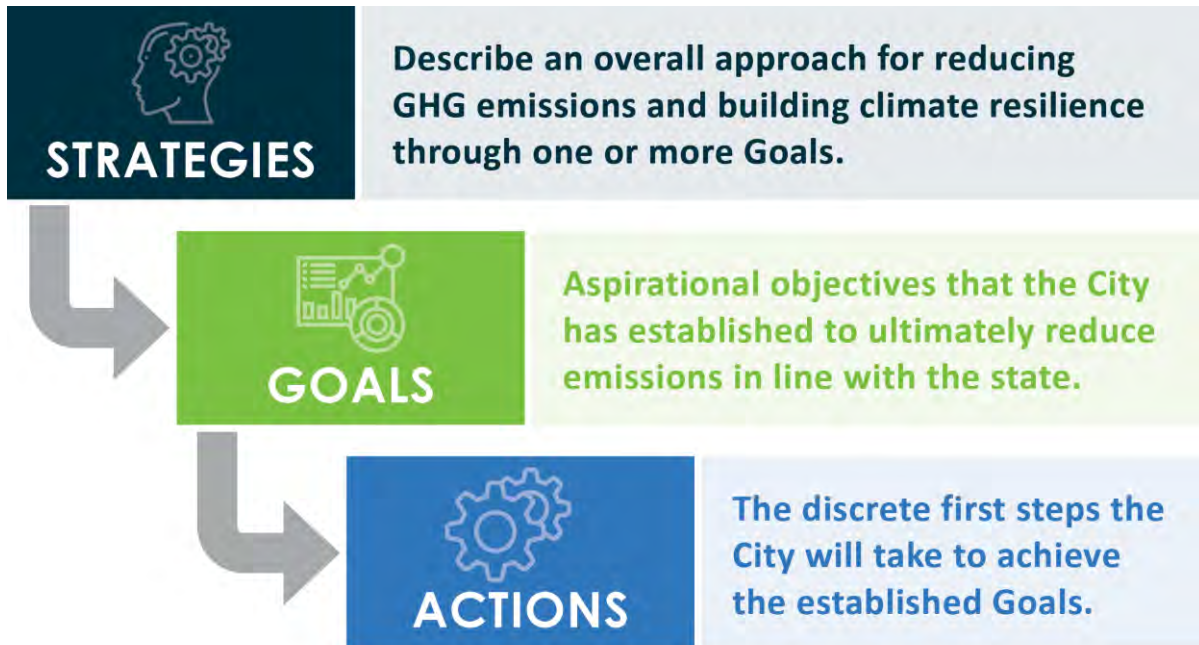 STRATEGIES
Describe an overall approach for reducing
GHG emissions and building climate resilience
through one or more Goals.
GOALS
Aspirational objectives that the City
has established to ultimately reduce
emissions in line with the state.
ACTIONS
The discrete first steps the
City will take to achieve
the established Goals.